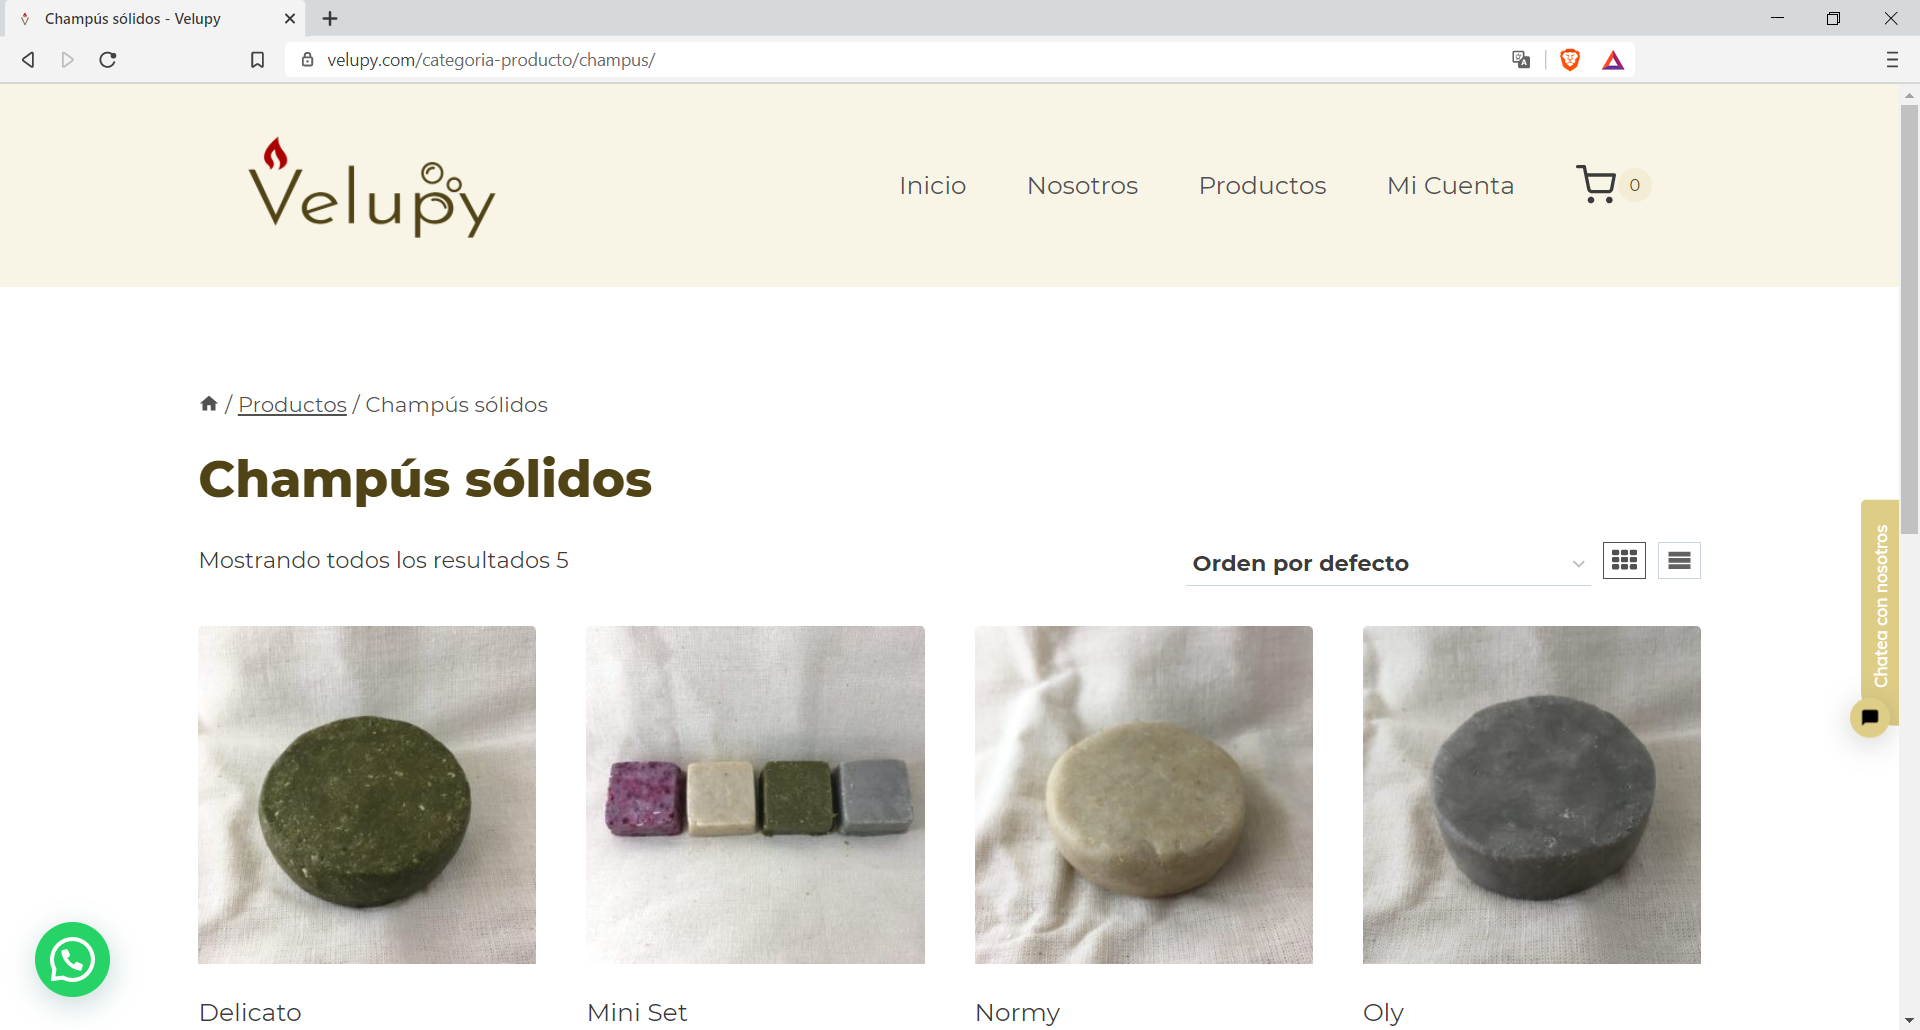 Champús sólidos - Velupy
velupy.com/categoria-producto/champus/
Velupy
Inicio
Nosotros
Productos
Mi Cuenta
0
/ Productos / Champús sólidos
Champús sólidos
Mostrando todos los resultados 5
Orden por defecto
Chatea con nosotros
Delicato
Mini Set
Normy
Oly